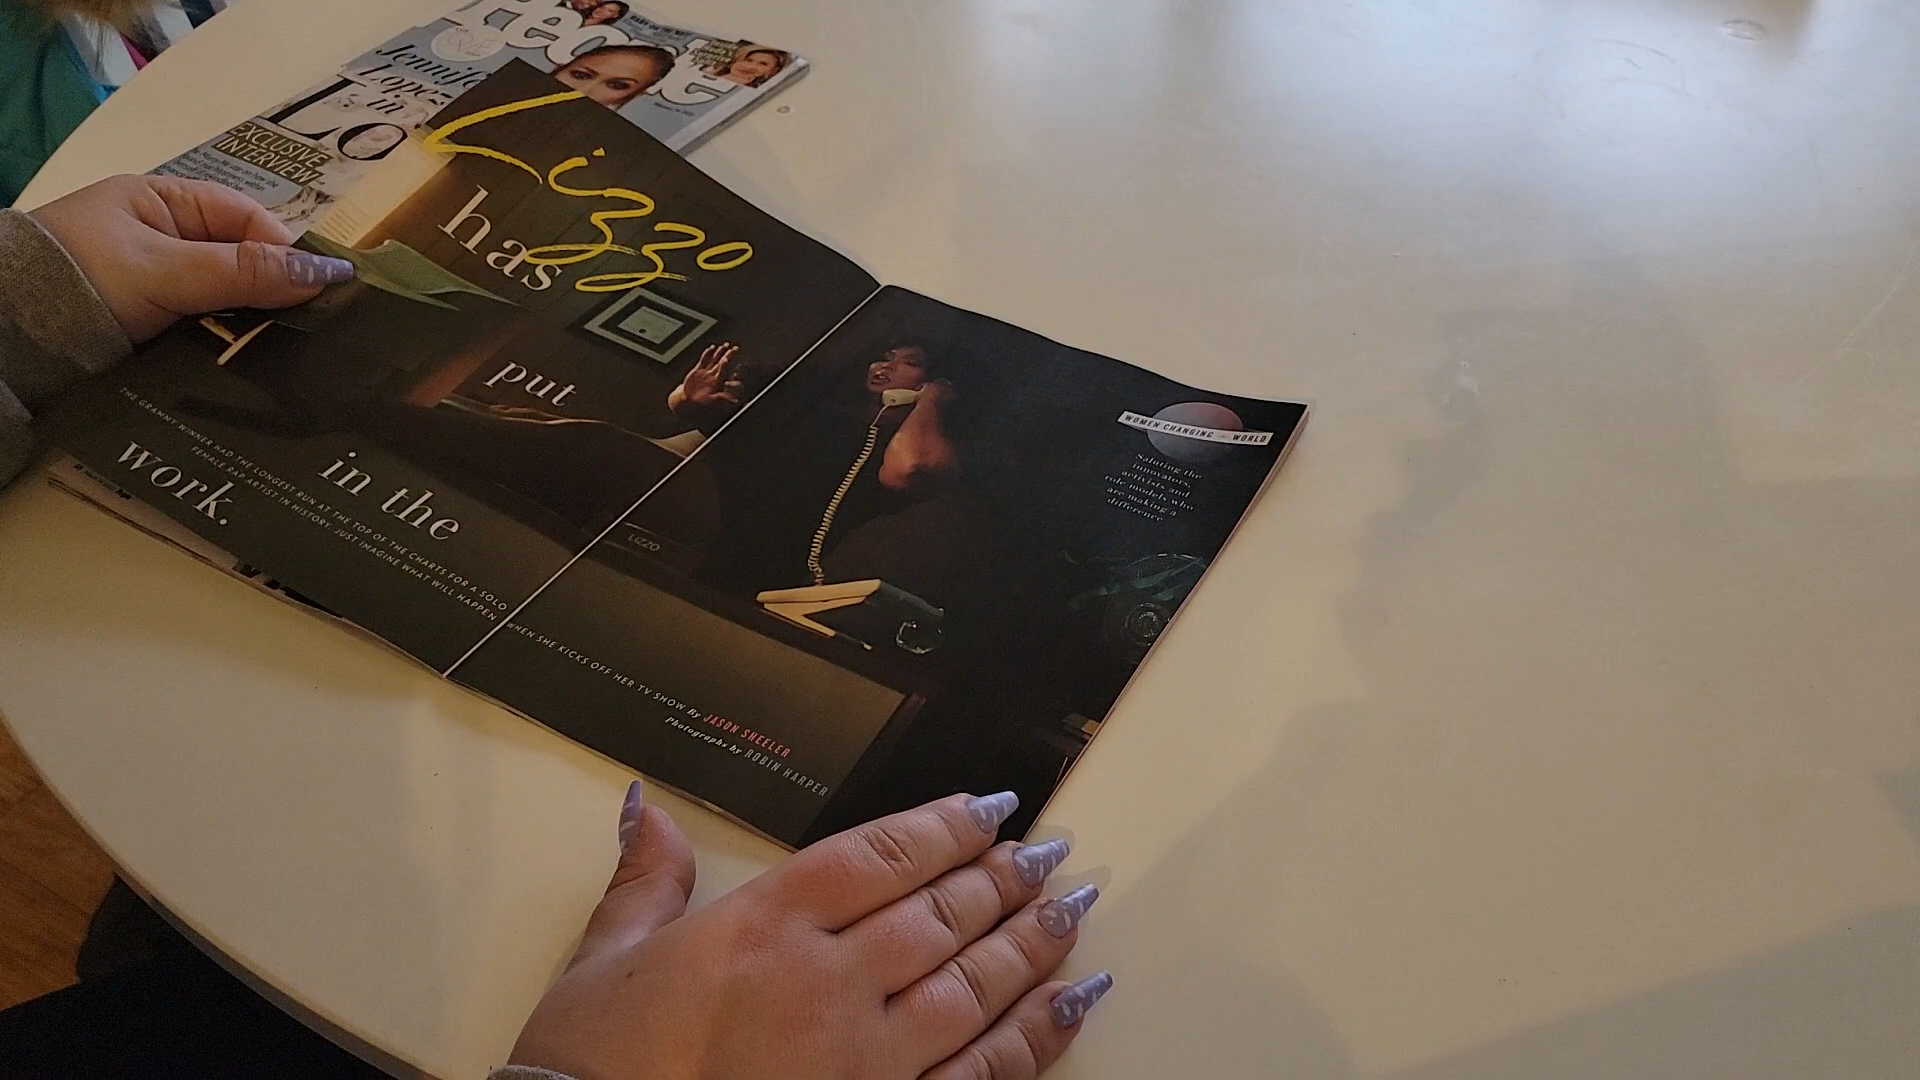 People
Jennifer
Lopez
in
LO
EXCLUSIVE
INTERVIEW
Lizzo
has
put
in the
work.
THE GRAMMY WINNER HAD THE LONGEST RUN AT THE TOP OF THE CHARTS FOR A SOLO
FEMALE RAP ARTIST IN HISTORY. JUST IMAGINE WHAT WILL HAPPEN WHEN SHE KICKS OFF HER TV SHOW By JASON SHEELER
Photographs by ROBIN HARPER
LIZZO
WOMEN CHANGING THE WORLD
Saluting the
innovators,
activists and
role models who
are making a
difference